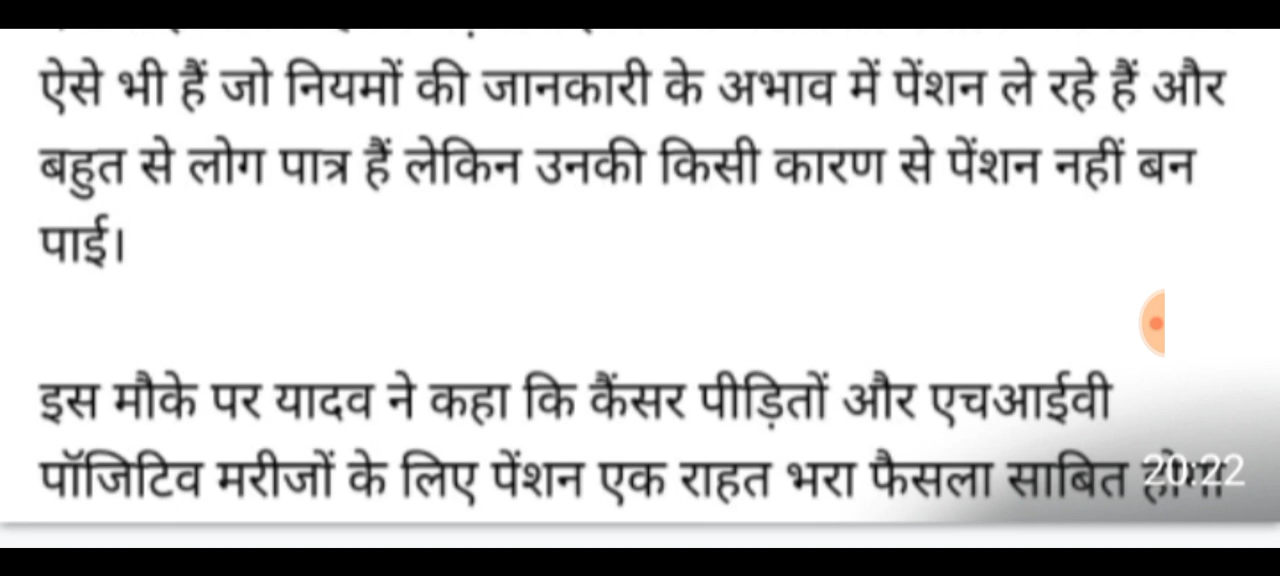 ऐसे भी हैं जो नियमों की जानकारी के अभाव में पेंशन ले रहे हैं और
बहुत से लोग पात्र हैं लेकिन उनकी किसी कारण से पेंशन नहीं बन
पाई।
इस मौके पर यादव ने कहा कि कैंसर पीड़ितों और एचआईवी
पॉजिटिव मरीजों के लिए पेंशन एक राहत भरा फैसला साबित होगा
20:22